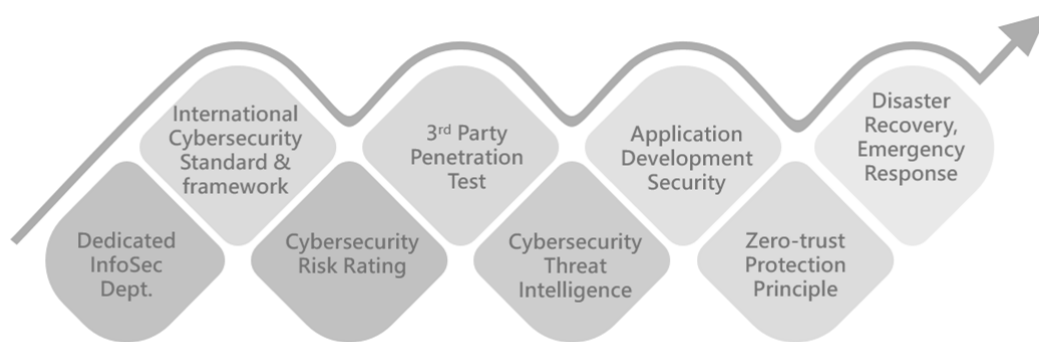 International
Cybersecurity
Standard &
framework
3rd Party
Penetration
Test
Application
Development
Security
Disaster
Recovery,
Emergency
Response
Dedicated
InfoSec
Dept.
Cybersecurity
Risk Rating
Cybersecurity
Threat
Intelligence
Zero-trust
Protection
Principle